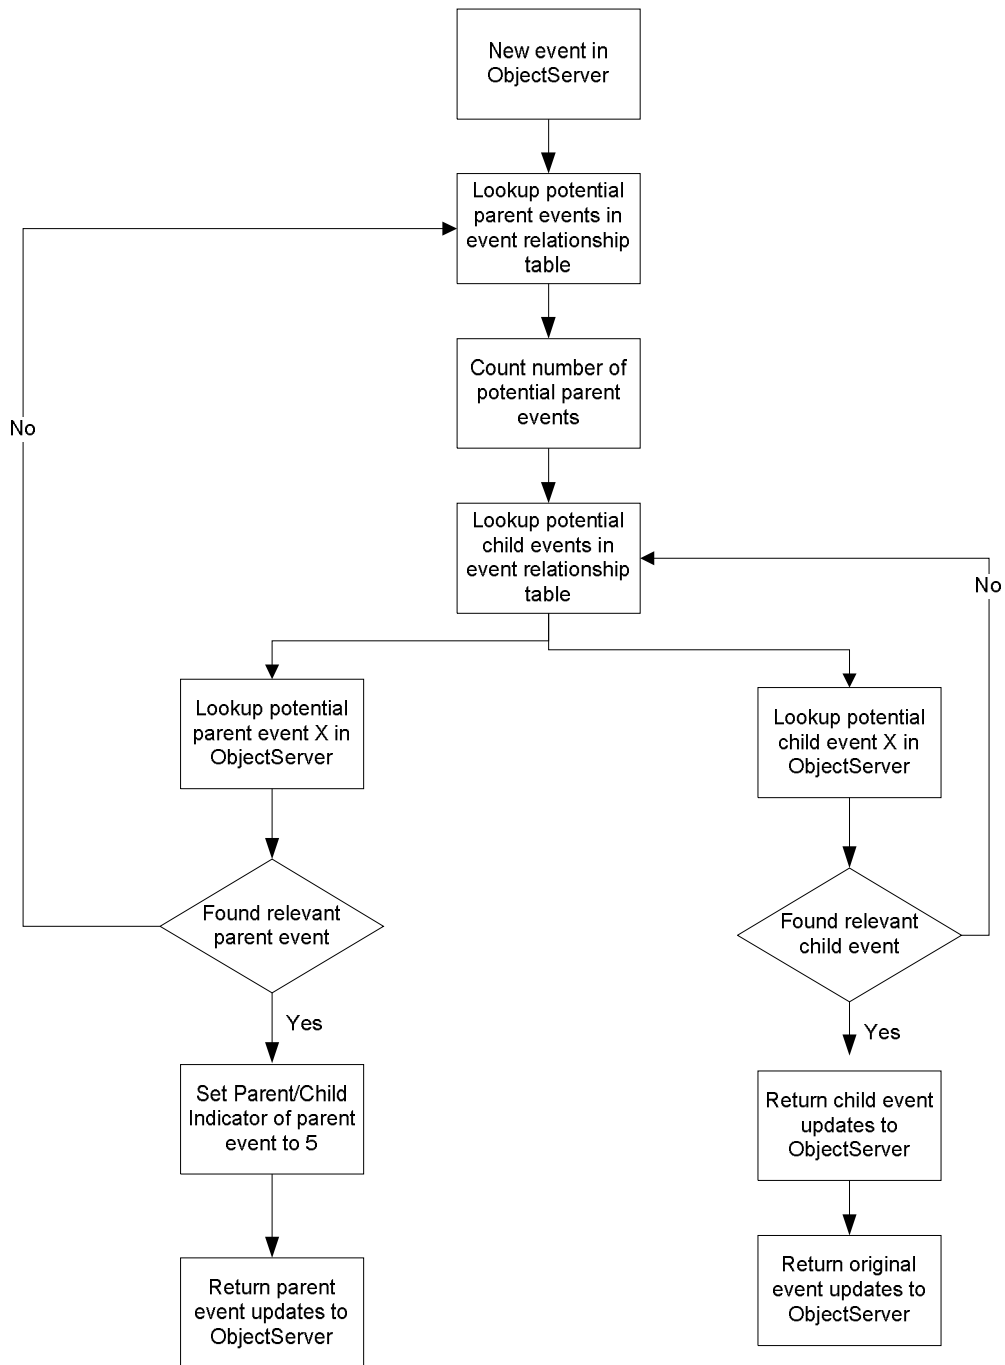 New event in
ObjectServer
Lookup potential
parent events in
event relationship
table
Count number of
potential parent
events
No
Lookup potential
child events in
event relationship
table
No
Lookup potential
parent event X in
ObjectServer
Lookup potential
child event X in
ObjectServer
Found relevant
parent event
Found relevant
child event
Yes
Yes
Set Parent/Child
Indicator of parent
event to 5
Return child event
updates to
ObjectServer
Return parent
event updates to
ObjectServer
Return original
event updates to
ObjectServer